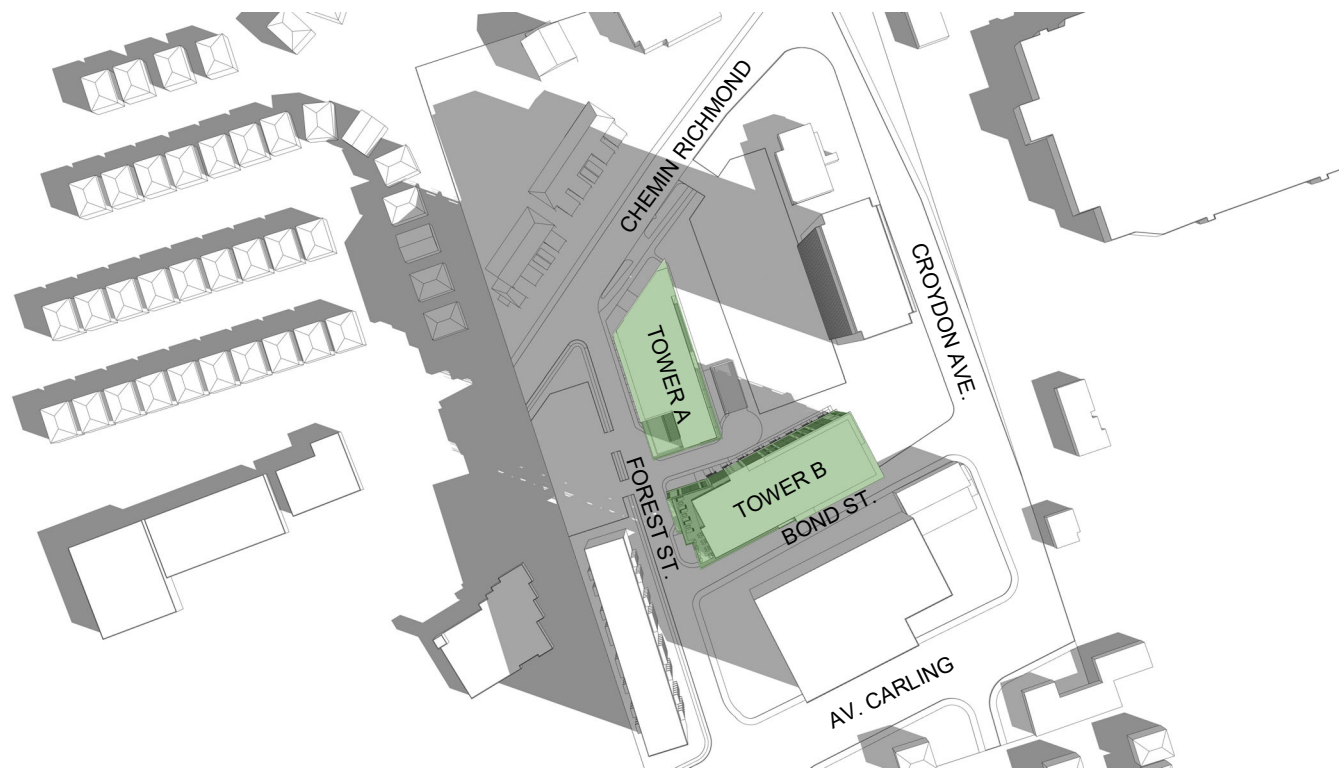 CHEMIN RICHMOND
CROYDON AVE.
TOWER A
TOWER B
FOREST ST.
BOND ST.
AV. CARLING